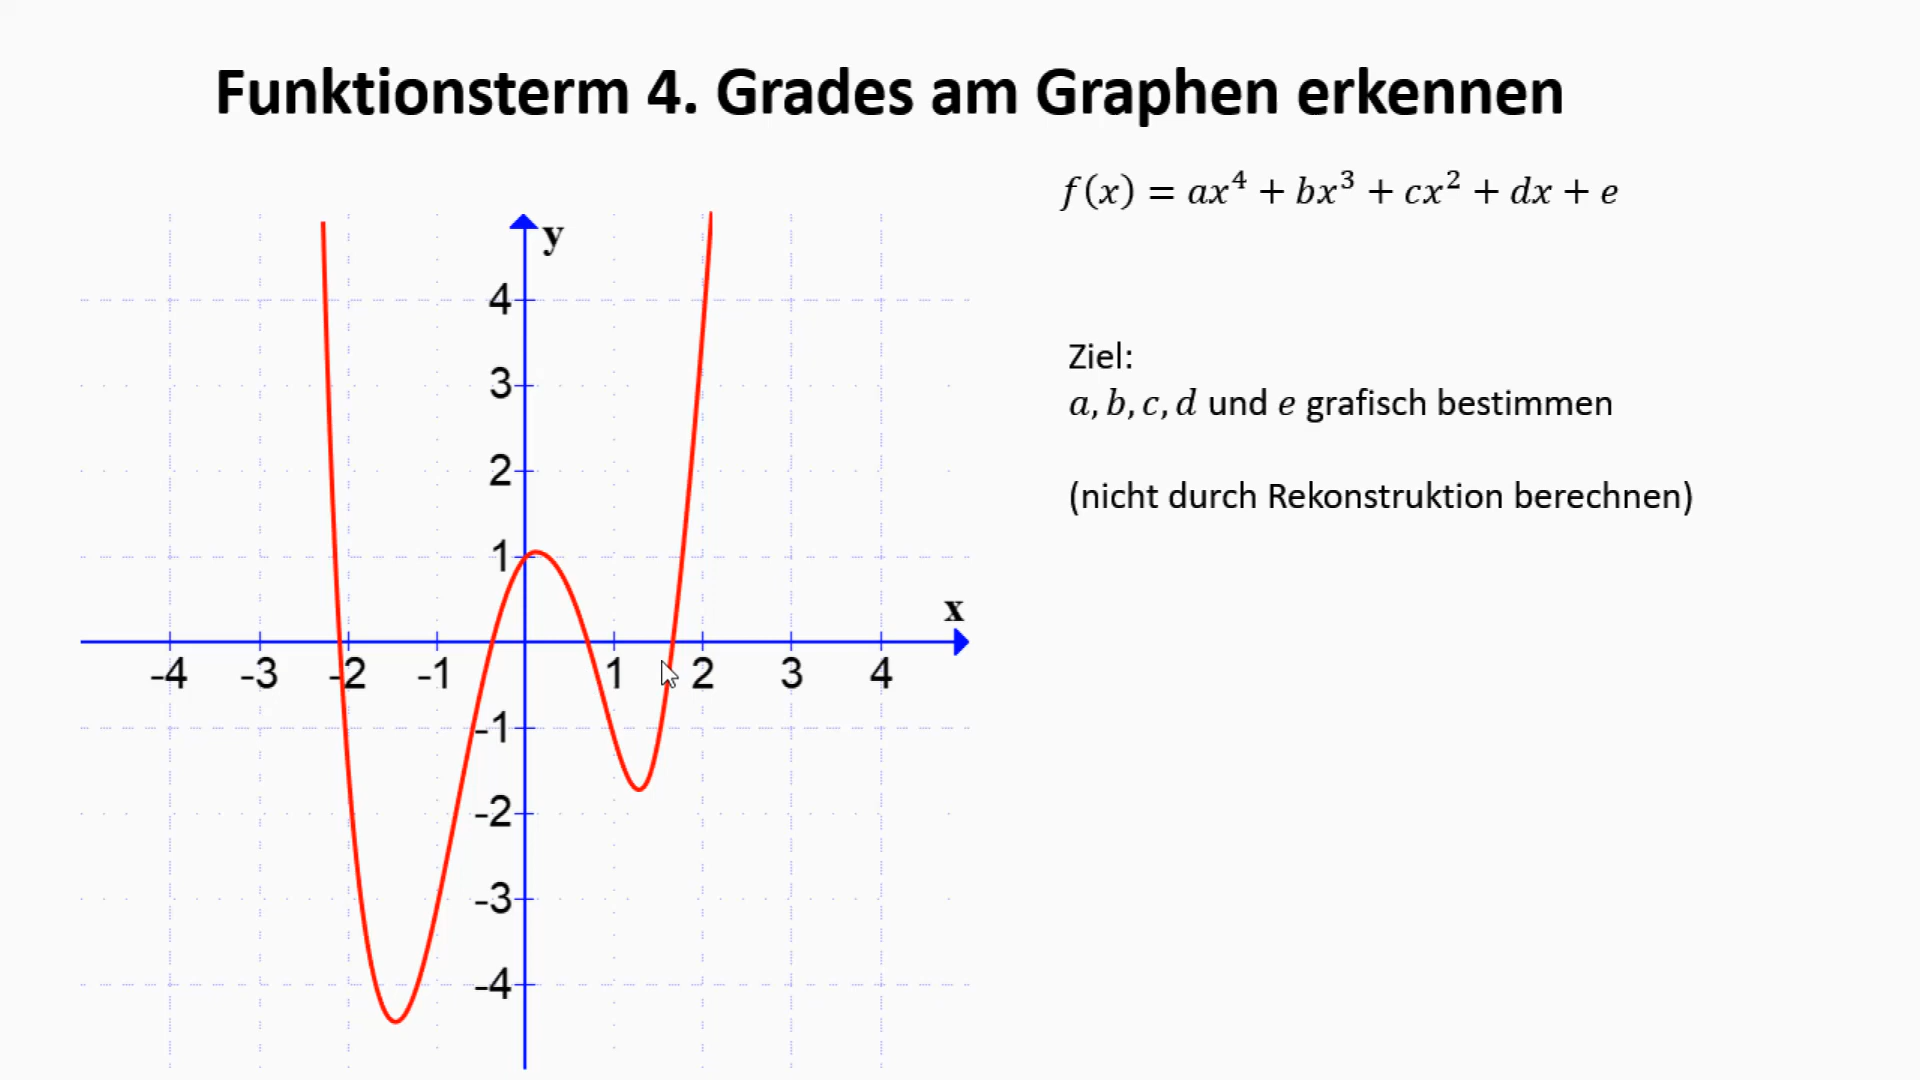 Funktionsterm 4. Grades am Graphen erkennen
f(x) = ax⁴ + bx³ + cx² + dx + e
Ziel:
a, b, c, d und e grafisch bestimmen
(nicht durch Rekonstruktion berechnen)
y
4
3
2
1
x
-4 -3 -2 -1 1 2 3 4
-1
-2
-3
-4